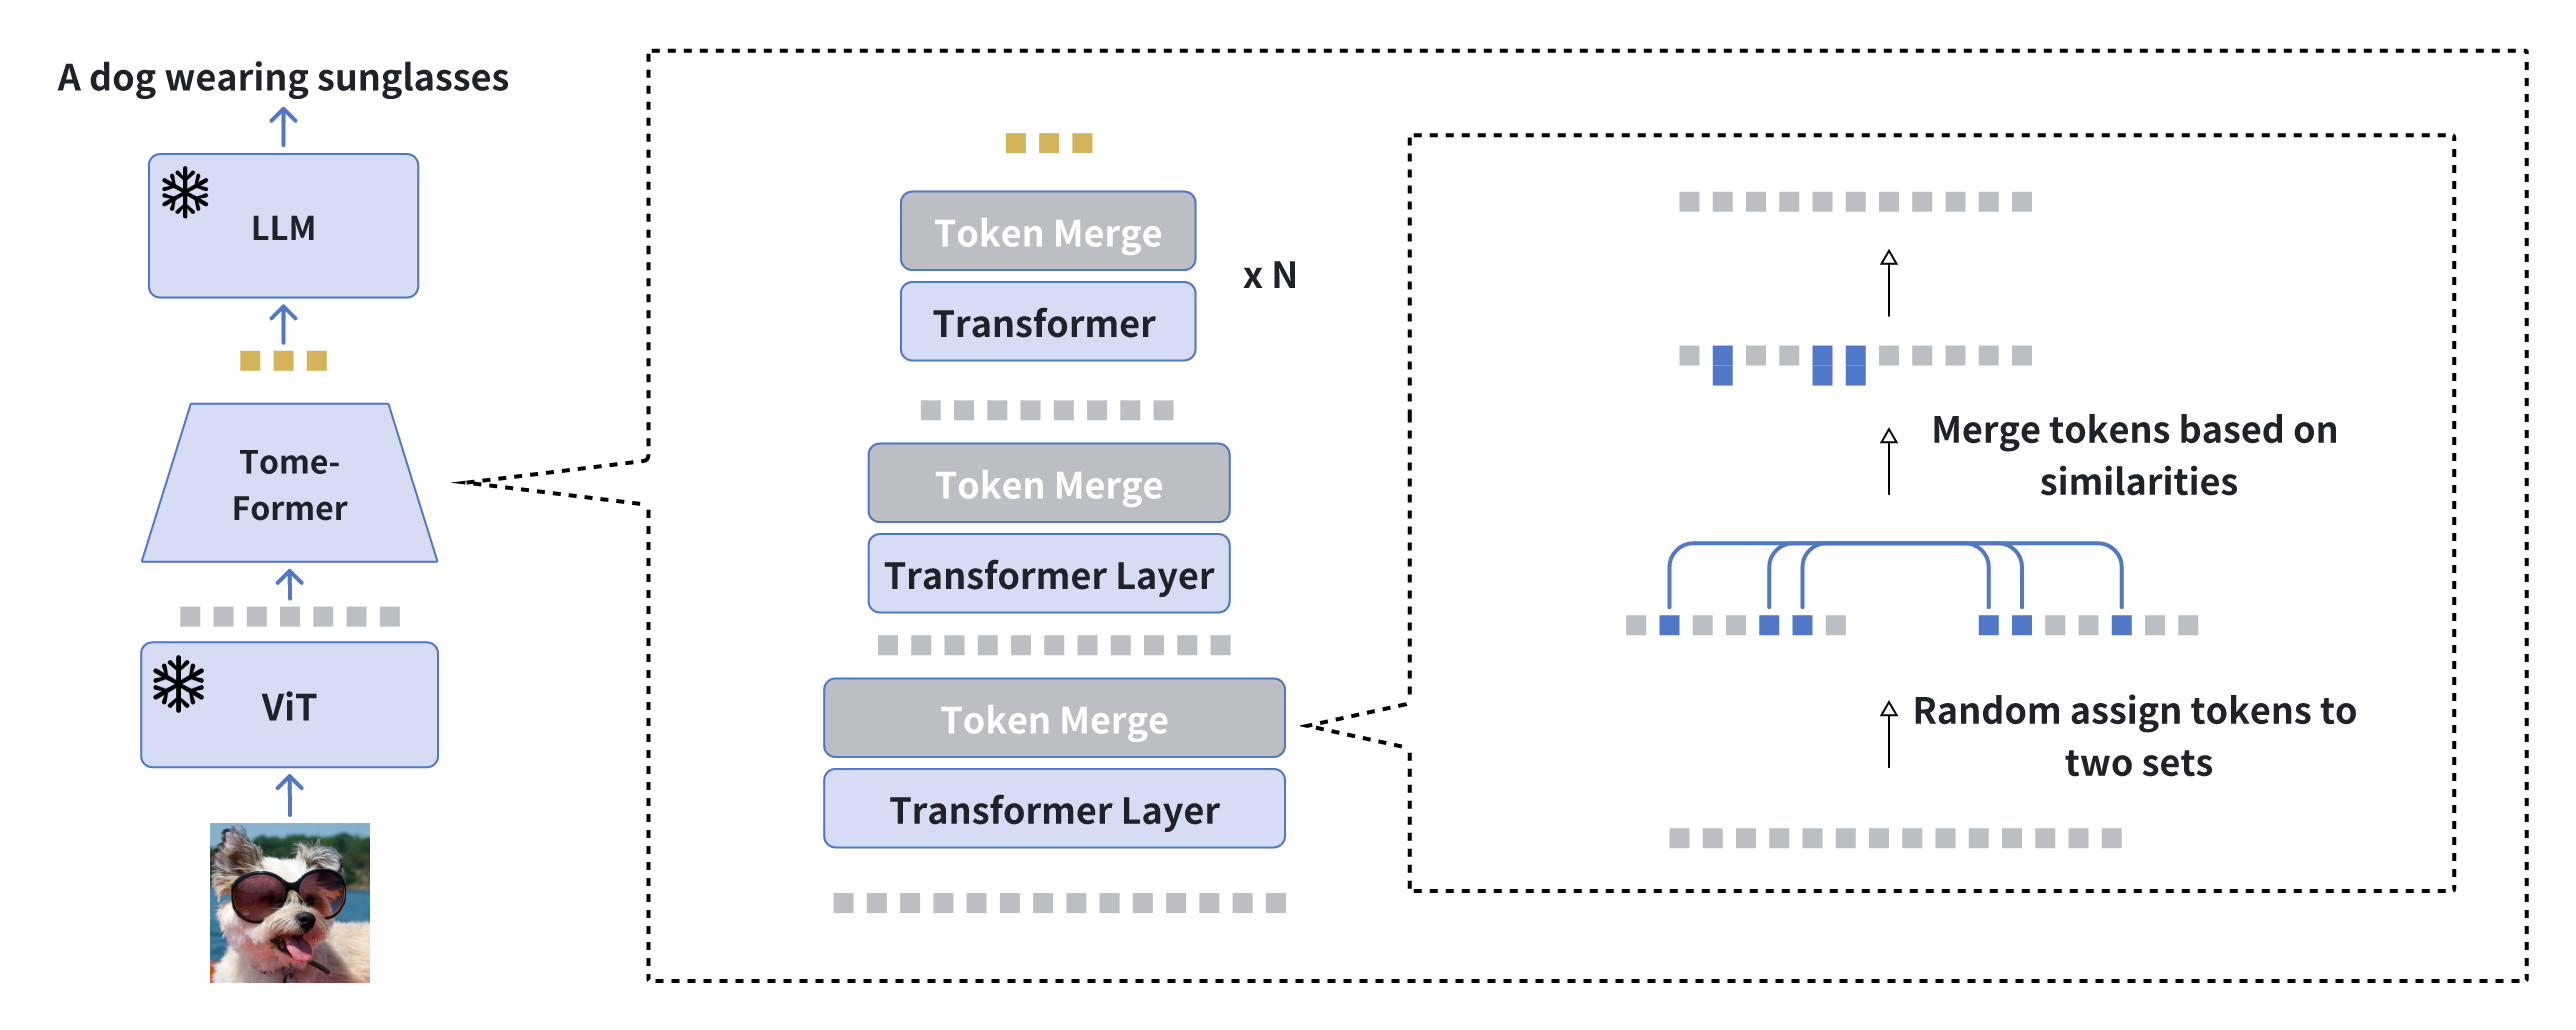 A dog wearing sunglasses
LLM
Tome-
Former
ViT
Token Merge
Transformer
x N
Token Merge
Transformer Layer
Token Merge
Transformer Layer
Merge tokens based on
similarities
Random assign tokens to
two sets